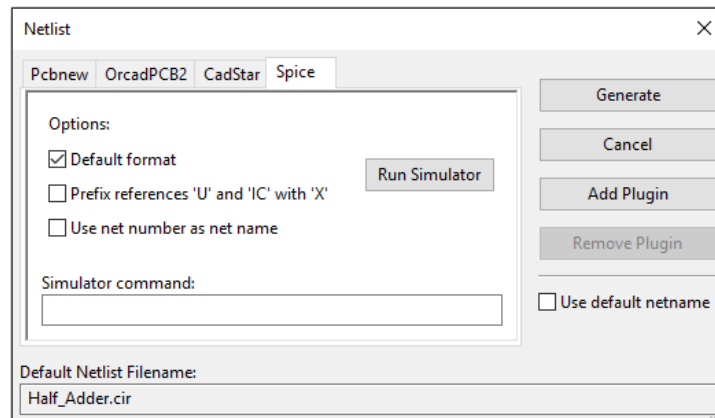 Netlist
Pcbnew OrcadPCB2 CadStar Spice
Options:
Default format
Prefix references 'U' and 'IC' with 'X'
Use net number as net name
Run Simulator
Simulator command:
Generate
Cancel
Add Plugin
Remove Plugin
Use default netname
Default Netlist Filename:
Half_Adder.cir